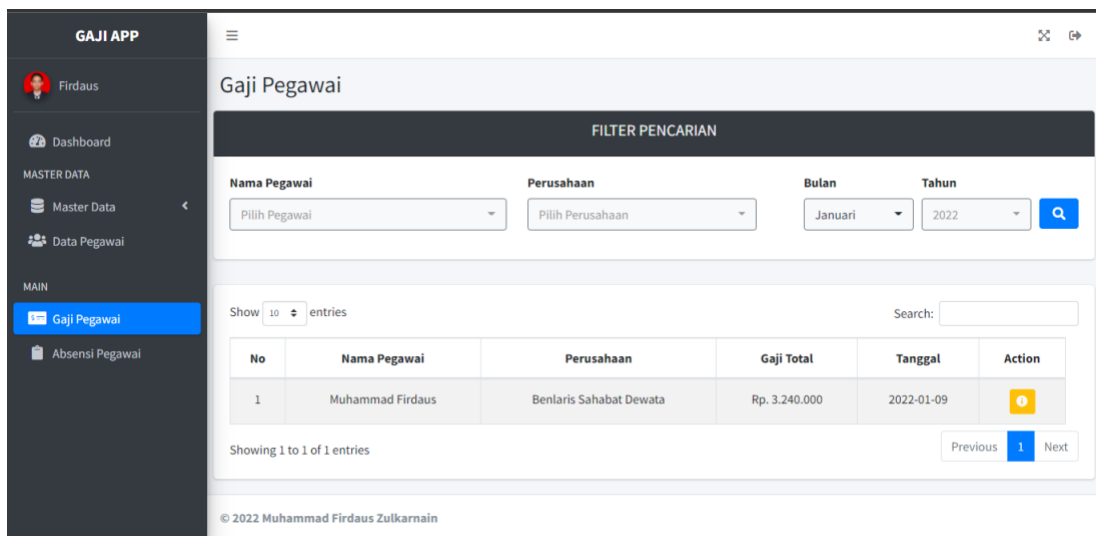 GAJI APP
Firdaus
Dashboard
MASTER DATA
Master Data
Data Pegawai
MAIN
Gaji Pegawai
Absensi Pegawai
Gaji Pegawai
FILTER PENCARIAN
Nama Pegawai Perusahaan Bulan Tahun
Pilih Pegawai Pilih Perusahaan Januari 2022
Show 10 entries Search:
No Nama Pegawai Perusahaan Gaji Total Tanggal Action
1 Muhammad Firdaus Benlaris Sahabat Dewata Rp. 3.240.000 2022-01-09
Showing 1 to 1 of 1 entries Previous 1 Next
© 2022 Muhammad Firdaus Zulkarnain